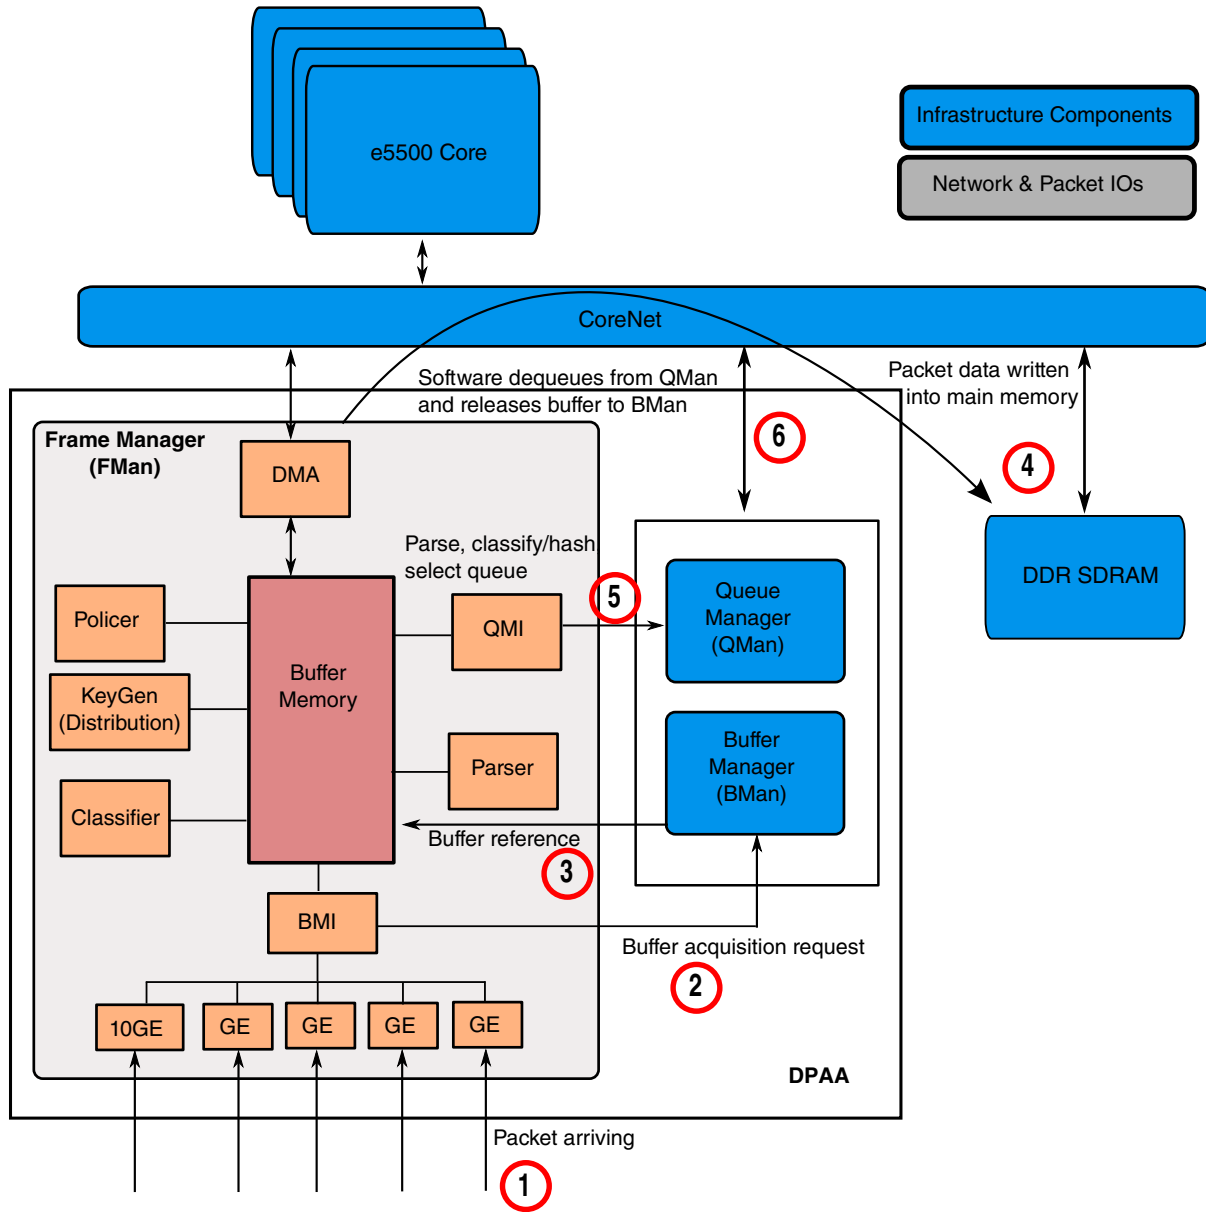 e5500 Core
Infrastructure Components
Network & Packet IOs
CoreNet
Software dequeues from QMan
and releases buffer to BMan
Packet data written
into main memory
6
4
Frame Manager
(FMan)
DMA
Parse, classify/hash
select queue
5
DDR SDRAM
Policer
QMI
Queue
Manager
(QMan)
Buffer
Memory
KeyGen
(Distribution)
Parser
Buffer
Manager
(BMan)
Classifier
Buffer reference
3
BMI
Buffer acquisition request
2
10GE
GE
GE
GE
GE
DPAA
Packet arriving
1